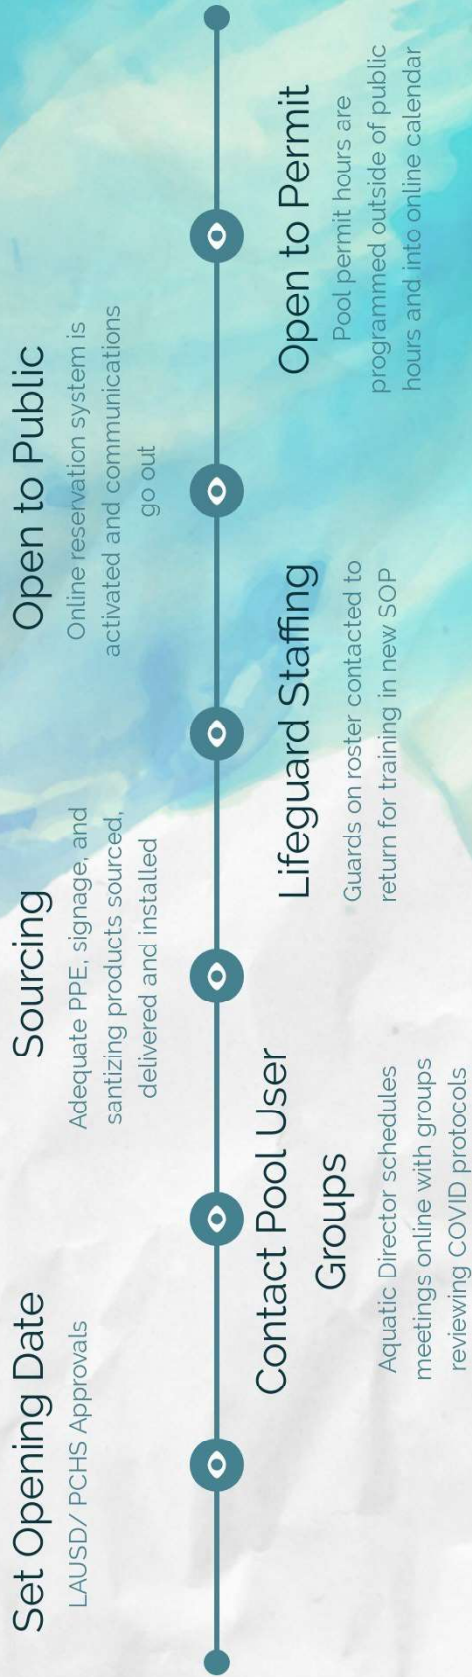 Set Opening Date
LAUSD/ PCHS Approvals
Contact Pool User
Groups
Aquatic Director schedules
meetings online with groups
reviewing COVID protocols
Sourcing
Adequate PPE, signage, and
santizing products sourced,
delivered and installed
Lifeguard Staffing
Guards on roster contacted to
return for training in new SOP
Open to Public
Online reservation system is
activated and communications
go out
Open to Permit
Pool permit hours are
programmed outside of public
hours and into online calendar